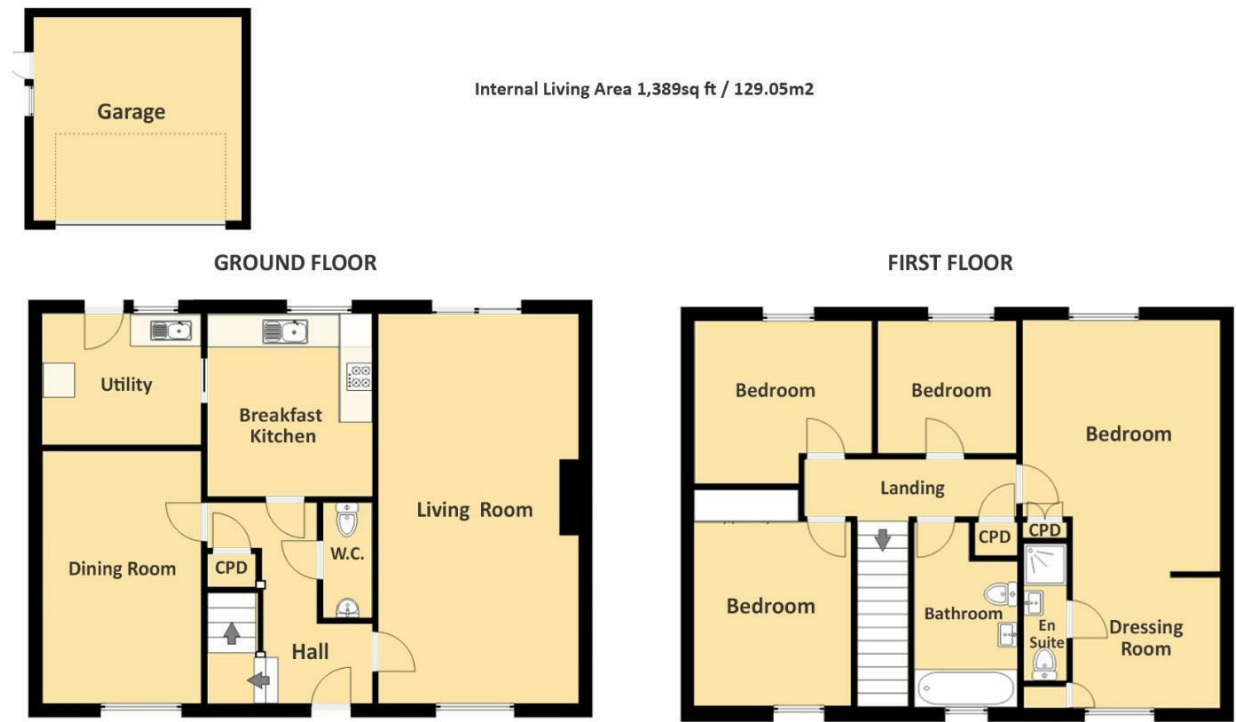 Garage
Internal Living Area 1,389sq ft / 129.05m2
GROUND FLOOR
Utility
Breakfast
Kitchen
Living Room
Dining Room
CPD
W.C.
Hall
FIRST FLOOR
Bedroom
Bedroom
Bedroom
Landing
CPD
CPD
Bedroom
Bathroom
En
Suite
Dressing
Room